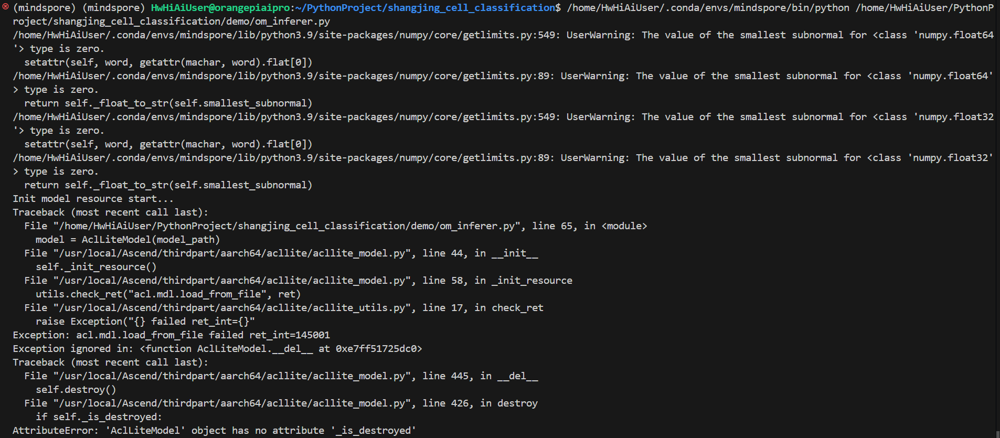 (mindspore) (mindspore) HwHiAiUser@orangepiaipro:~/PythonProject/shangjing_cell_classification$ /home/HwHiAiUser/.conda/envs/mindspore/bin/python /home/HwHiAiUser/PythonP
roject/shangjing_cell_classification/demo/om_inferer.py
/home/HwHiAiUser/.conda/envs/mindspore/lib/python3.9/site-packages/numpy/core/getlimits.py:549: UserWarning: The value of the smallest subnormal for <class 'numpy.float64
'> type is zero.
  setattr(self, word, getattr(machar, word).flat[0])
/home/HwHiAiUser/.conda/envs/mindspore/lib/python3.9/site-packages/numpy/core/getlimits.py:89: UserWarning: The value of the smallest subnormal for <class 'numpy.float64'
> type is zero.
  return self._float_to_str(self.smallest_subnormal)
/home/HwHiAiUser/.conda/envs/mindspore/lib/python3.9/site-packages/numpy/core/getlimits.py:549: UserWarning: The value of the smallest subnormal for <class 'numpy.float32
'> type is zero.
  setattr(self, word, getattr(machar, word).flat[0])
/home/HwHiAiUser/.conda/envs/mindspore/lib/python3.9/site-packages/numpy/core/getlimits.py:89: UserWarning: The value of the smallest subnormal for <class 'numpy.float32'
> type is zero.
  return self._float_to_str(self.smallest_subnormal)
Init model resource start...
Traceback (most recent call last):
  File "/home/HwHiAiUser/PythonProject/shangjing_cell_classification/demo/om_inferer.py", line 65, in <module>
    model = AclLiteModel(model_path)
  File "/usr/local/Ascend/thirdpart/aarch64/acllite/acllite_model.py", line 44, in __init__
    self._init_resource()
  File "/usr/local/Ascend/thirdpart/aarch64/acllite/acllite_model.py", line 58, in _init_resource
    utils.check_ret("acl.mdl.load_from_file", ret)
  File "/usr/local/Ascend/thirdpart/aarch64/acllite/acllite_utils.py", line 17, in check_ret
    raise Exception("{} failed ret_int={}"
Exception: acl.mdl.load_from_file failed ret_int=145001
Exception ignored in: <function AclLiteModel.__del__ at 0xe7ff51725dc0>
Traceback (most recent call last):
  File "/usr/local/Ascend/thirdpart/aarch64/acllite/acllite_model.py", line 445, in __del__
    self.destroy()
  File "/usr/local/Ascend/thirdpart/aarch64/acllite/acllite_model.py", line 426, in destroy
    if self._is_destroyed:
AttributeError: 'AclLiteModel' object has no attribute '_is_destroyed'